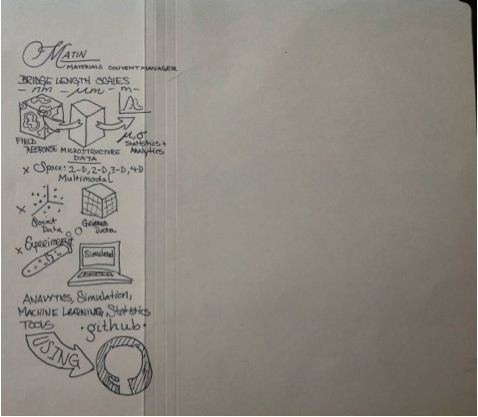 MATIN
MATERIALS CONTENT MANAGER
BRIDGE LENGTH SCALES
- nm - µm - m -
FIELD
RESPONSE
MICROSTRUCTURE
DATA
µ,σ
Statistics +
Analytics
x Space: 1-D, 2-D, 3-D, 4-D
Multimodal
x
Point
Data
Gridded
Data
x Experiment
Simulated
ANALYTICS, Simulation,
MACHINE LEARNING, Statistics
TOOLS
·github·
USING